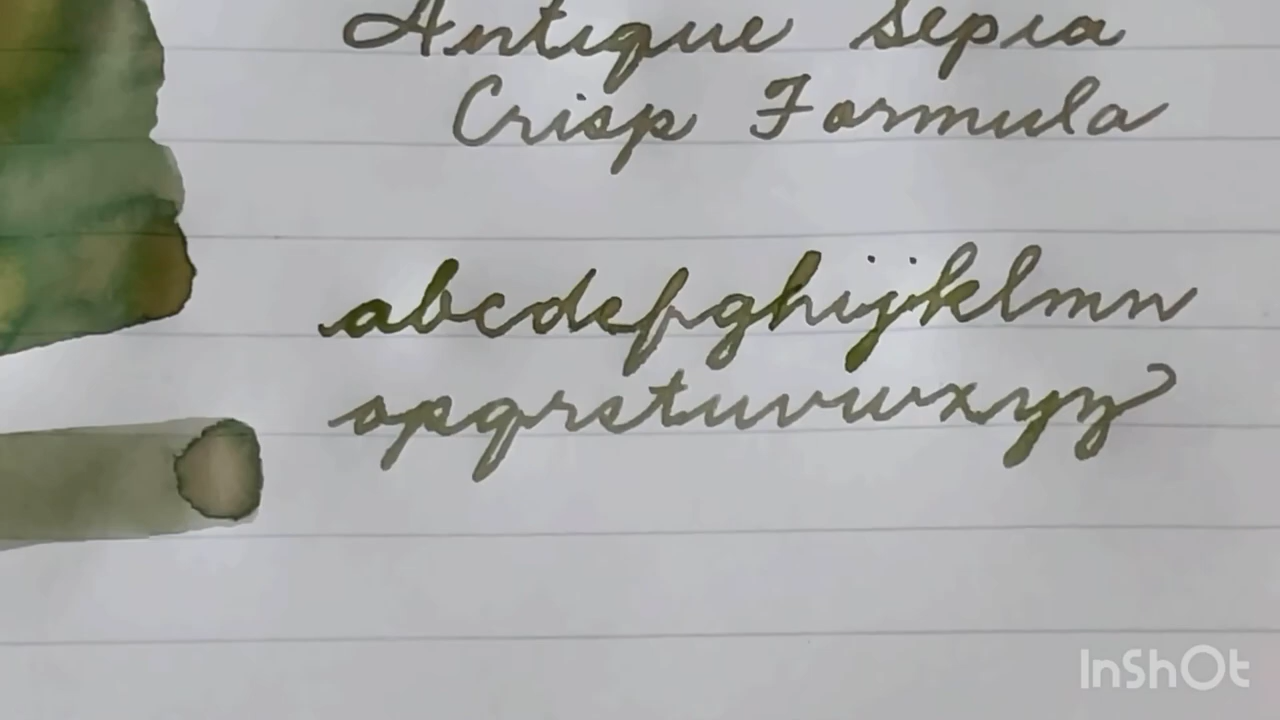 Antique Sepia
Crisp Formula
abcdefghijklmn
opqrstuvwxyz
InShOt